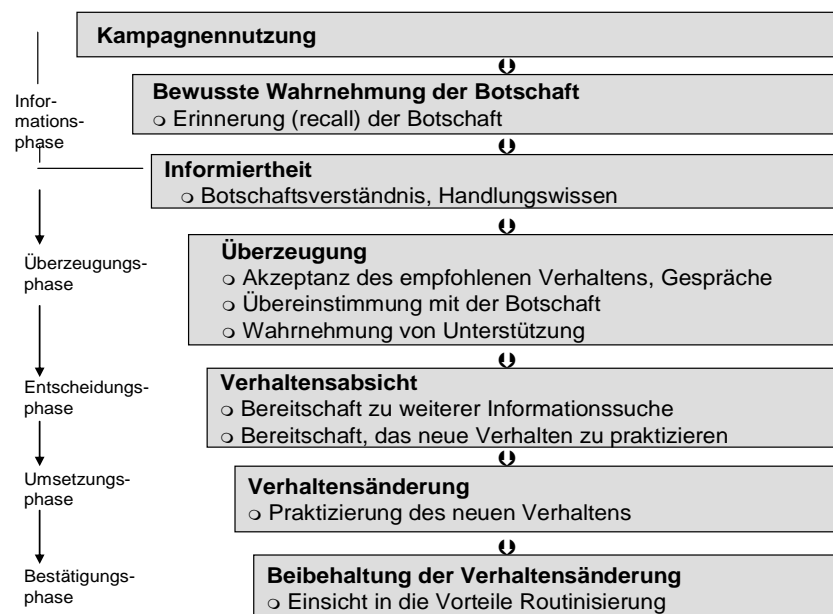 Kampagnennutzung
Bewusste Wahrnehmung der Botschaft
❍ Erinnerung (recall) der Botschaft
Infor-
mations-
phase
Informiertheit
❍ Botschaftsverständnis, Handlungswissen
Überzeugungs-
phase
Überzeugung
❍ Akzeptanz des empfohlenen Verhaltens, Gespräche
❍ Übereinstimmung mit der Botschaft
❍ Wahrnehmung von Unterstützung
Entscheidungs-
phase
Verhaltensabsicht
❍ Bereitschaft zu weiterer Informationssuche
❍ Bereitschaft, das neue Verhalten zu praktizieren
Umsetzungs-
phase
Verhaltensänderung
❍ Praktizierung des neuen Verhaltens
Bestätigungs-
phase
Beibehaltung der Verhaltensänderung
❍ Einsicht in die Vorteile Routinisierung